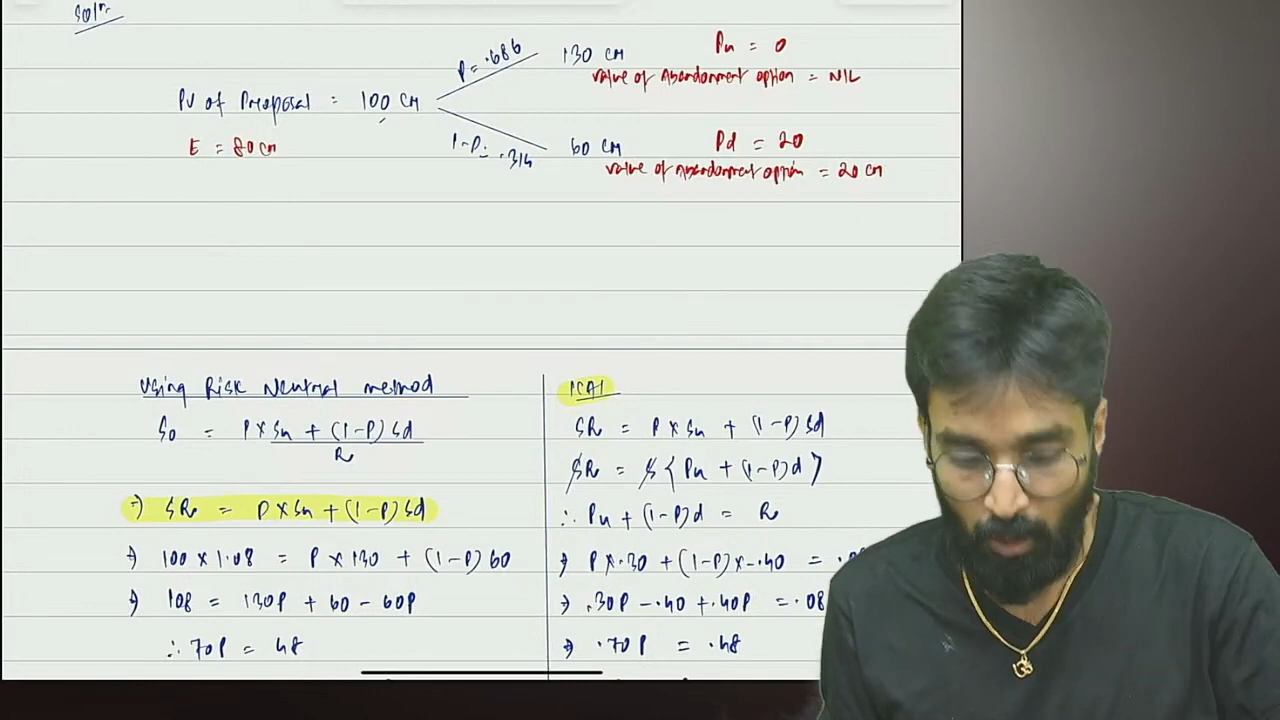 Solⁿ.
P = .686
130 cm
Pu = 0
value of Abandonment option = NIL
PV of Proposal = 100 cm
E = 80 cm
1-P = .314
60 cm
Pd = 20
value of Abandonment option = 20 cm
Using Risk Neutral method
S0 = P × Su + (1-P) Sd
R
⇒ SR = P × Su + (1-P) Sd
⇒ 100 × 1.08 = P × 130 + (1-P) 60
⇒ 108 = 130P + 60 - 60P
∴ 70P = 48
ICAI
SR = P × Su + (1-P) Sd
SR = S { Pu + (1-P) d }
∴ Pu + (1-P) d = R
⇒ P × .30 + (1-P) × -.40 =
⇒ .30P - .40 + .40P = .08
⇒ .70P = .48